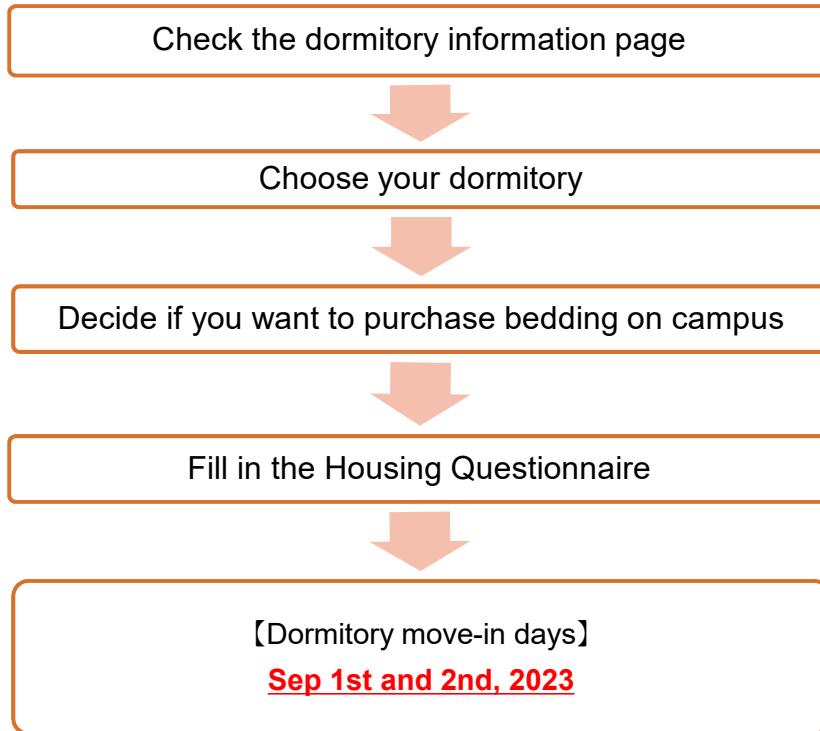 Check the dormitory information page
Choose your dormitory
Decide if you want to purchase bedding on campus
Fill in the Housing Questionnaire
【Dormitory move-in days】
Sep 1st and 2nd, 2023